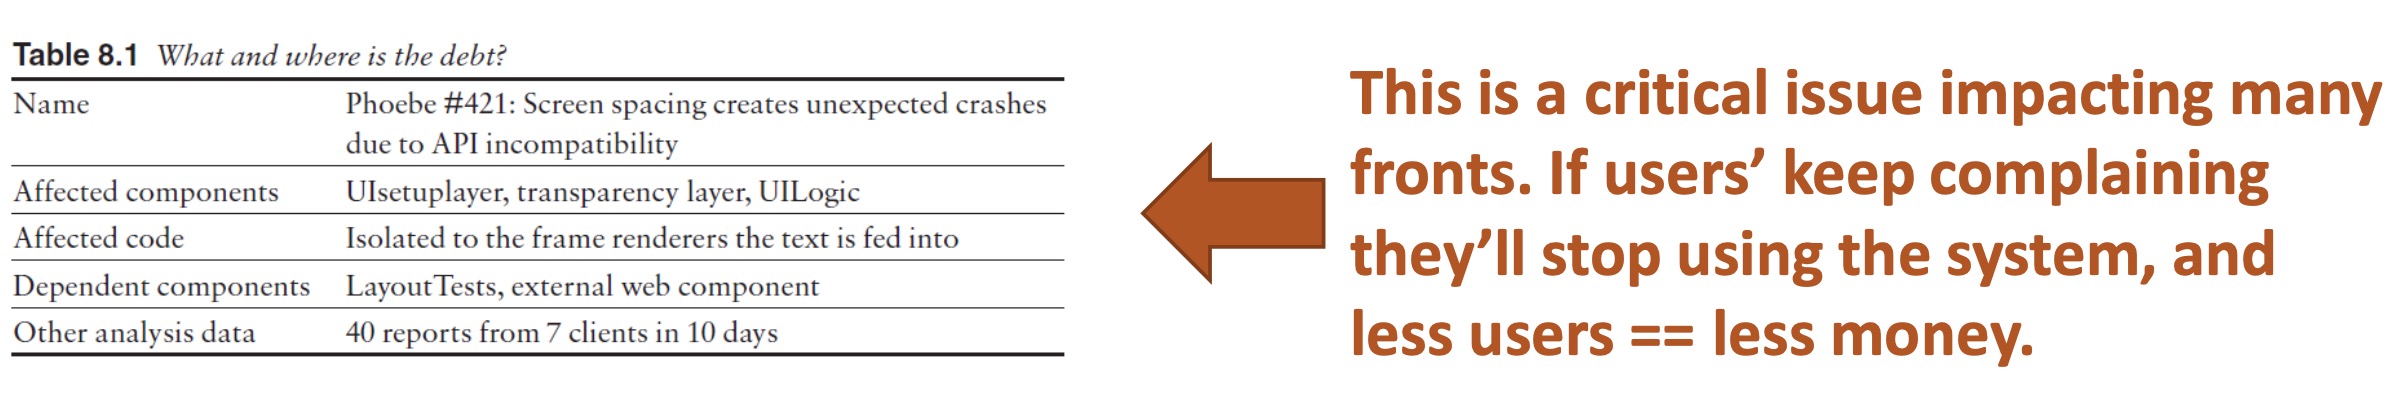 Table 8.1 What and where is the debt?
Name Phoebe #421: Screen spacing creates unexpected crashes
due to API incompatibility
Affected components UIsetuplayer, transparency layer, UILogic
Affected code Isolated to the frame renderers the text is fed into
Dependent components LayoutTests, external web component
Other analysis data 40 reports from 7 clients in 10 days
This is a critical issue impacting many
fronts. If users’ keep complaining
they’ll stop using the system, and
less users == less money.